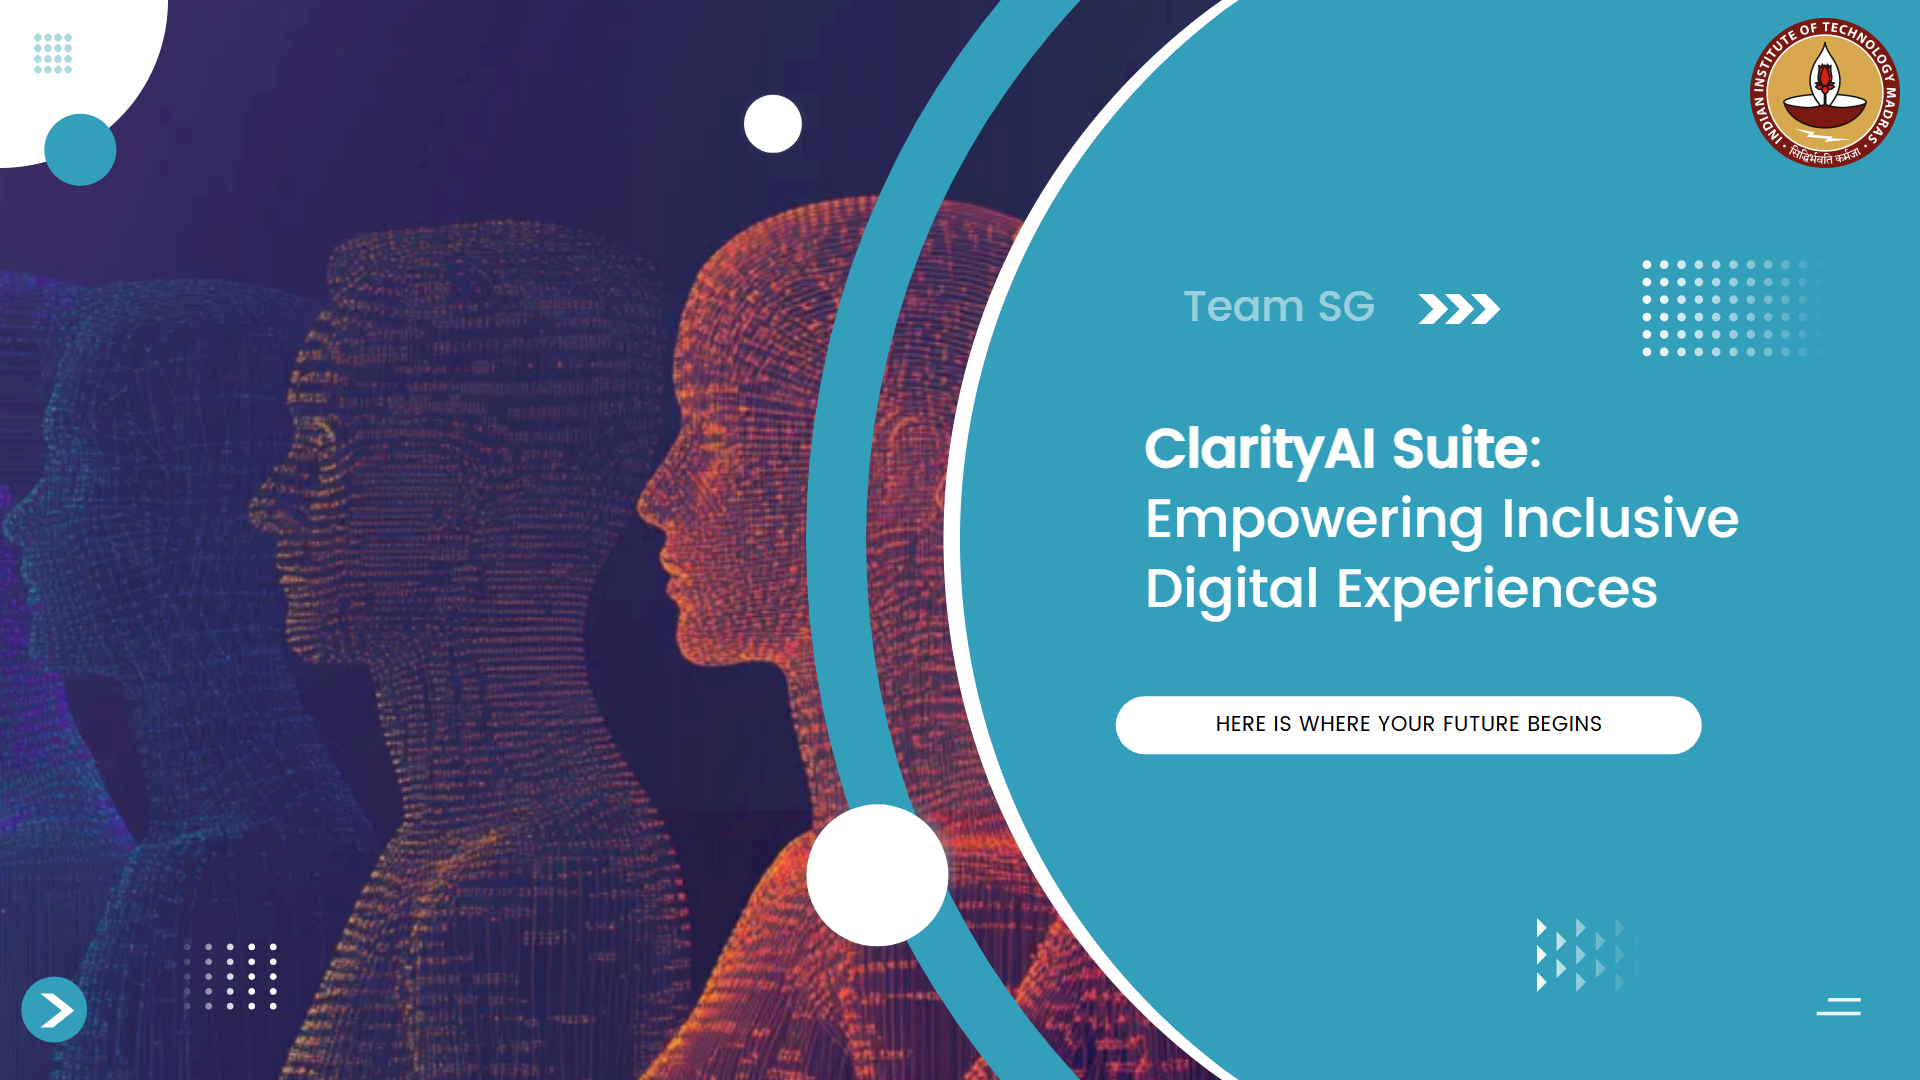 INDIAN INSTITUTE OF TECHNOLOGY MADRAS
सिद्धिर्भवति कर्मजा
Team SG
ClarityAI Suite:
Empowering Inclusive
Digital Experiences
HERE IS WHERE YOUR FUTURE BEGINS